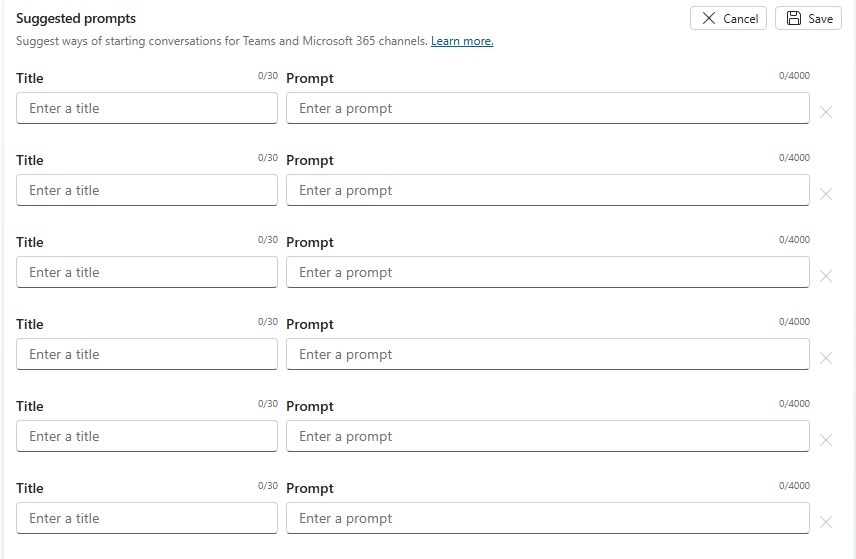 Suggested prompts Cancel Save
Suggest ways of starting conversations for Teams and Microsoft 365 channels. Learn more.
Title 0/30 Prompt 0/4000
Enter a title Enter a prompt
Title 0/30 Prompt 0/4000
Enter a title Enter a prompt
Title 0/30 Prompt 0/4000
Enter a title Enter a prompt
Title 0/30 Prompt 0/4000
Enter a title Enter a prompt
Title 0/30 Prompt 0/4000
Enter a title Enter a prompt
Title 0/30 Prompt 0/4000
Enter a title Enter a prompt